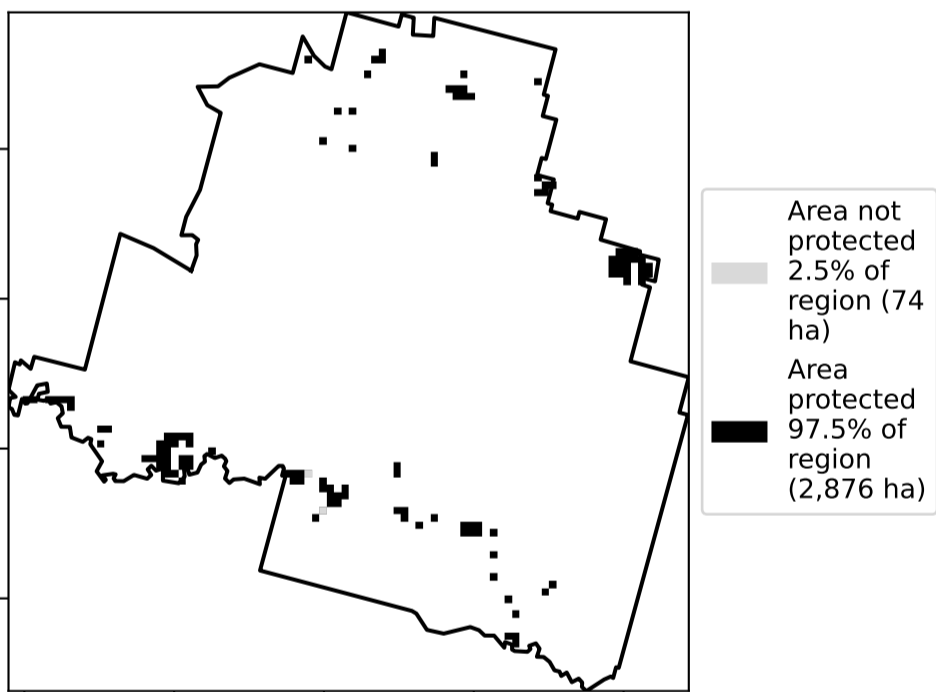 Area not
protected
2.5% of
region (74
ha)
Area
protected
97.5% of
region
(2,876 ha)